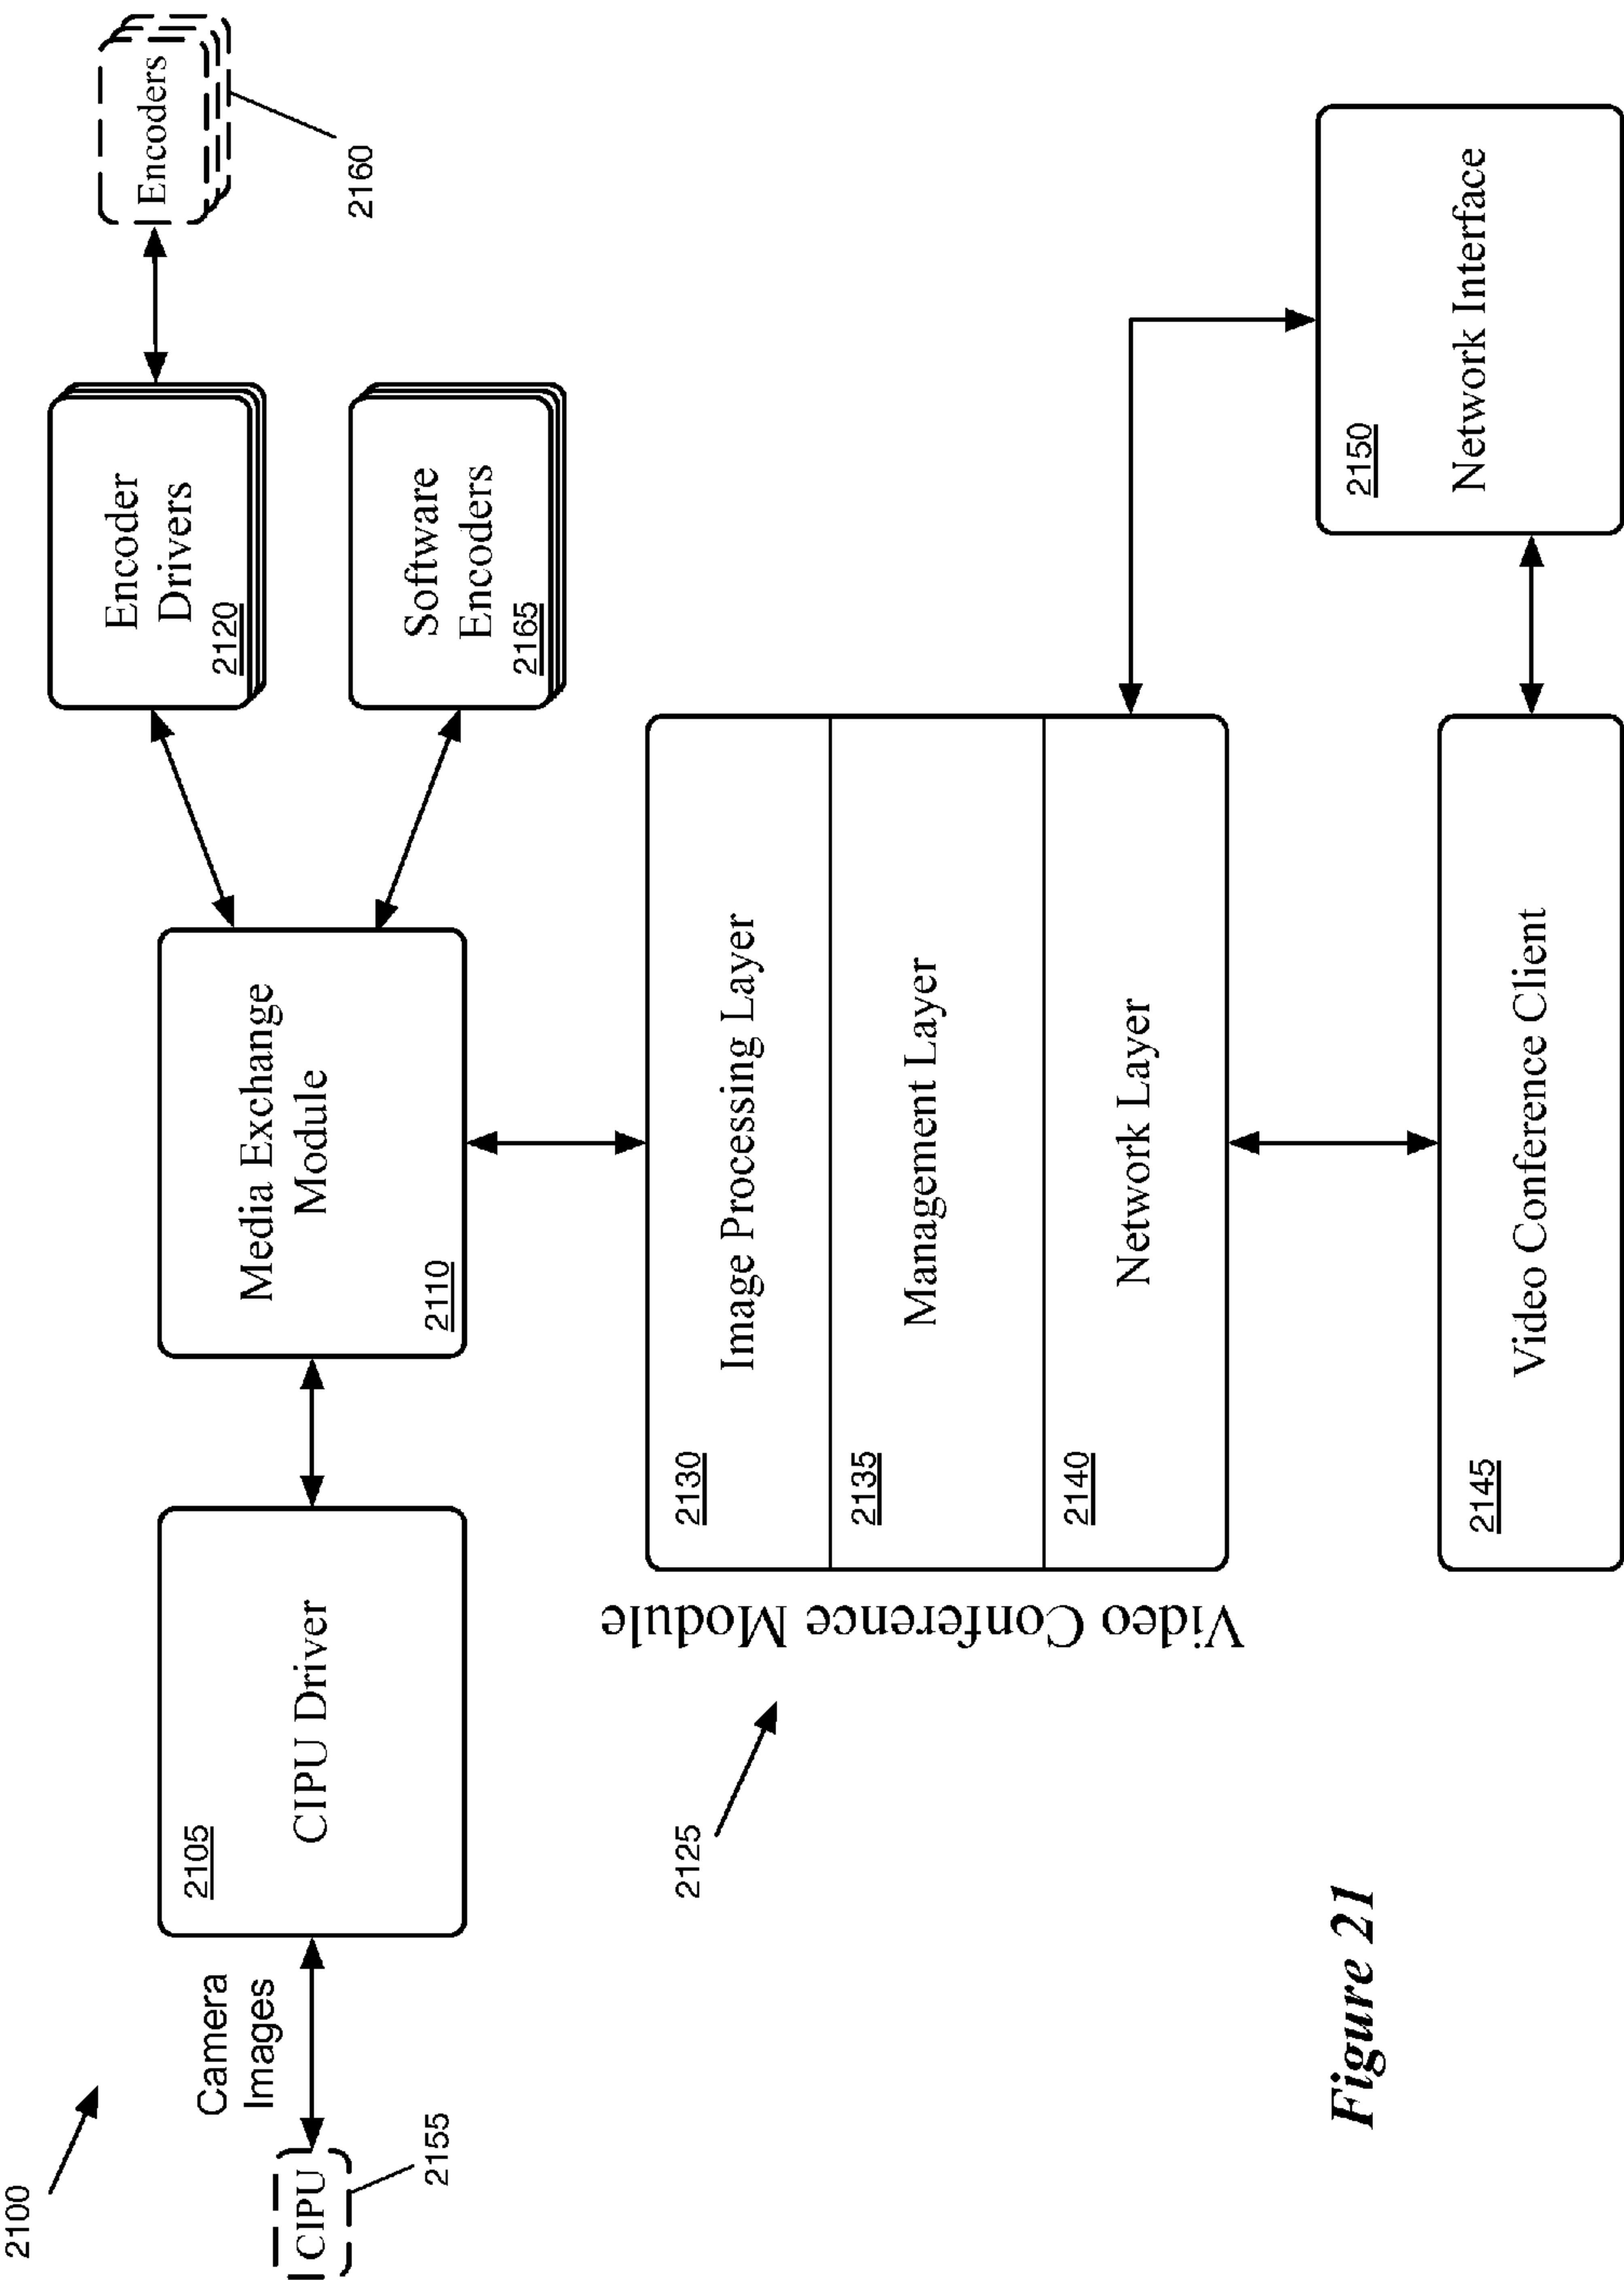 2100
CIPU
2155
Camera
Images
2105
CIPU Driver
Media Exchange
Module
2110
Encoder
Drivers
2120
Software
Encoders
2165
Encoders
2160
2125
Video Conference Module
2130
Image Processing Layer
2135
Management Layer
2140
Network Layer
2145
Video Conference Client
2150
Network Interface
Figure 21